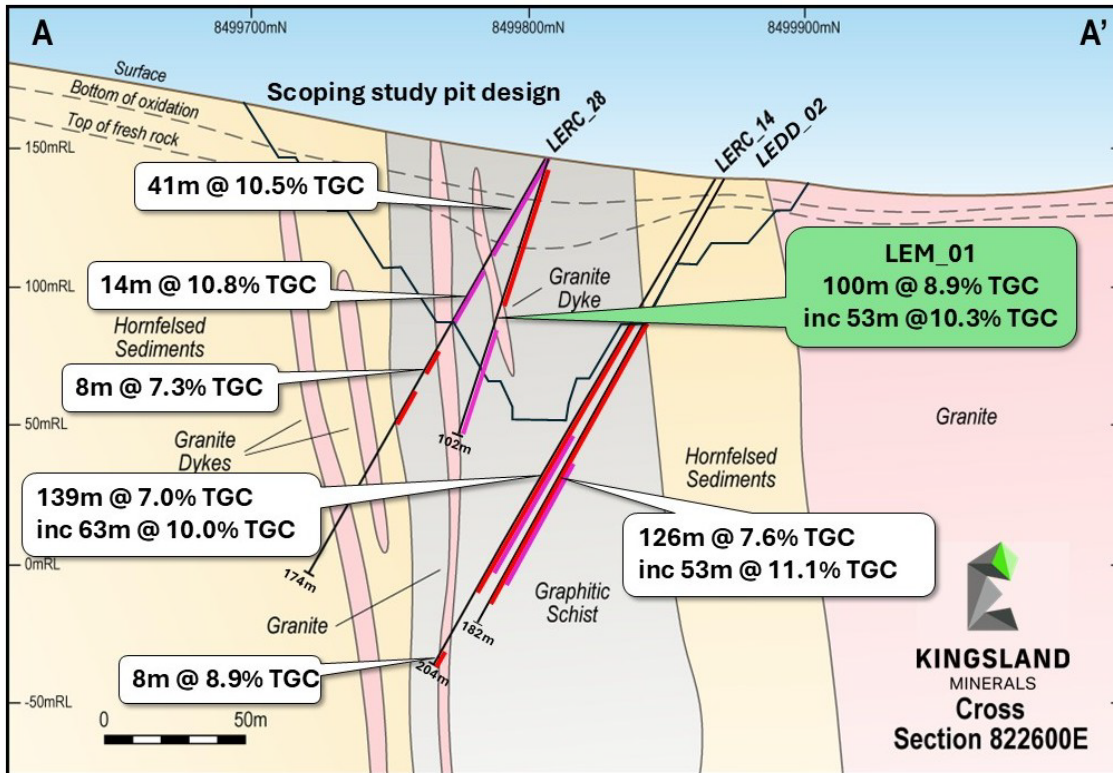 8499700mN
8499800mN
8499900mN
A
A'
Surface
Bottom of oxidation
Top of fresh rock
Scoping study pit design
LERC_28
LERC_14
LEDD_02
150mRL
41m @ 10.5% TGC
LEM_01
100m @ 8.9% TGC
inc 53m @10.3% TGC
14m @ 10.8% TGC
100mRL
Granite
Dyke
Hornfelsed
Sediments
8m @ 7.3% TGC
50mRL
102m
Granite
Granite
Dykes
Hornfelsed
Sediments
139m @ 7.0% TGC
inc 63m @ 10.0% TGC
126m @ 7.6% TGC
inc 53m @ 11.1% TGC
0mRL
174m
Graphitic
Schist
Granite
182m
204m
8m @ 8.9% TGC
-50mRL
0
50m
KINGSLAND
MINERALS
Cross
Section 822600E